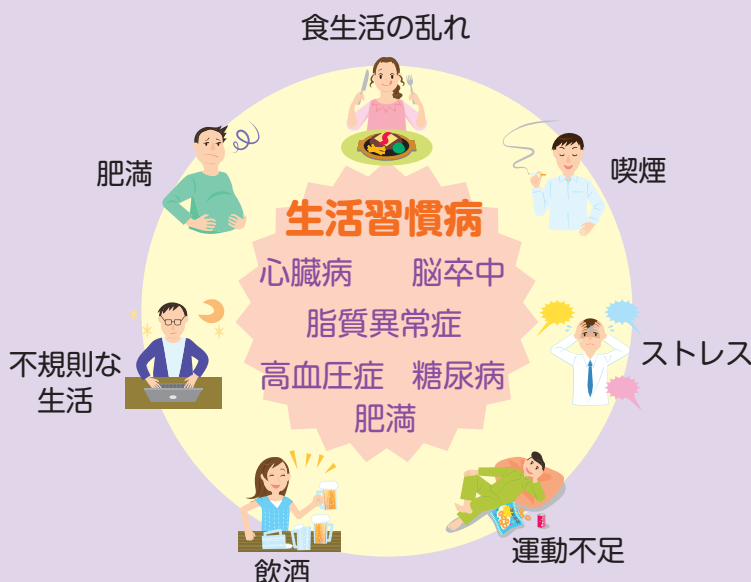 食生活の乱れ
肥満
喫煙
生活習慣病
心臓病 脳卒中
脂質異常症
高血圧症 糖尿病
肥満
不規則な
生活
ストレス
飲酒
運動不足